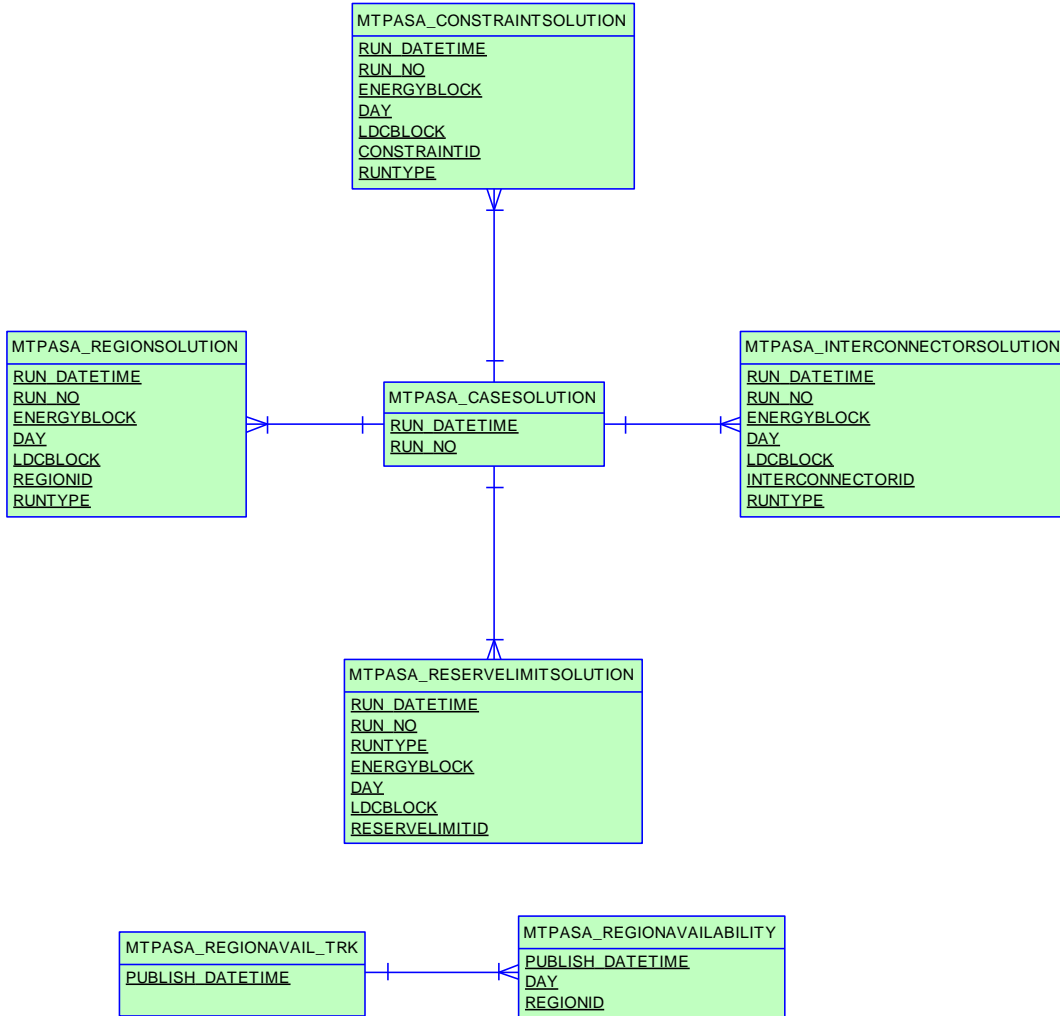 MTPASA_CONSTRAINTSOLUTION
RUN_DATETIME
RUN_NO
ENERGYBLOCK
DAY
LDCBLOCK
CONSTRAINTID
RUNTYPE
MTPASA_REGIONSOLUTION
RUN_DATETIME
RUN_NO
ENERGYBLOCK
DAY
LDCBLOCK
REGIONID
RUNTYPE
MTPASA_CASESOLUTION
RUN_DATETIME
RUN_NO
MTPASA_INTERCONNECTORSOLUTION
RUN_DATETIME
RUN_NO
ENERGYBLOCK
DAY
LDCBLOCK
INTERCONNECTORID
RUNTYPE
MTPASA_RESERVELIMITSOLUTION
RUN_DATETIME
RUN_NO
RUNTYPE
ENERGYBLOCK
DAY
LDCBLOCK
RESERVELIMITID
MTPASA_REGIONAVAIL_TRK
PUBLISH_DATETIME
MTPASA_REGIONAVAILABILITY
PUBLISH_DATETIME
DAY
REGIONID